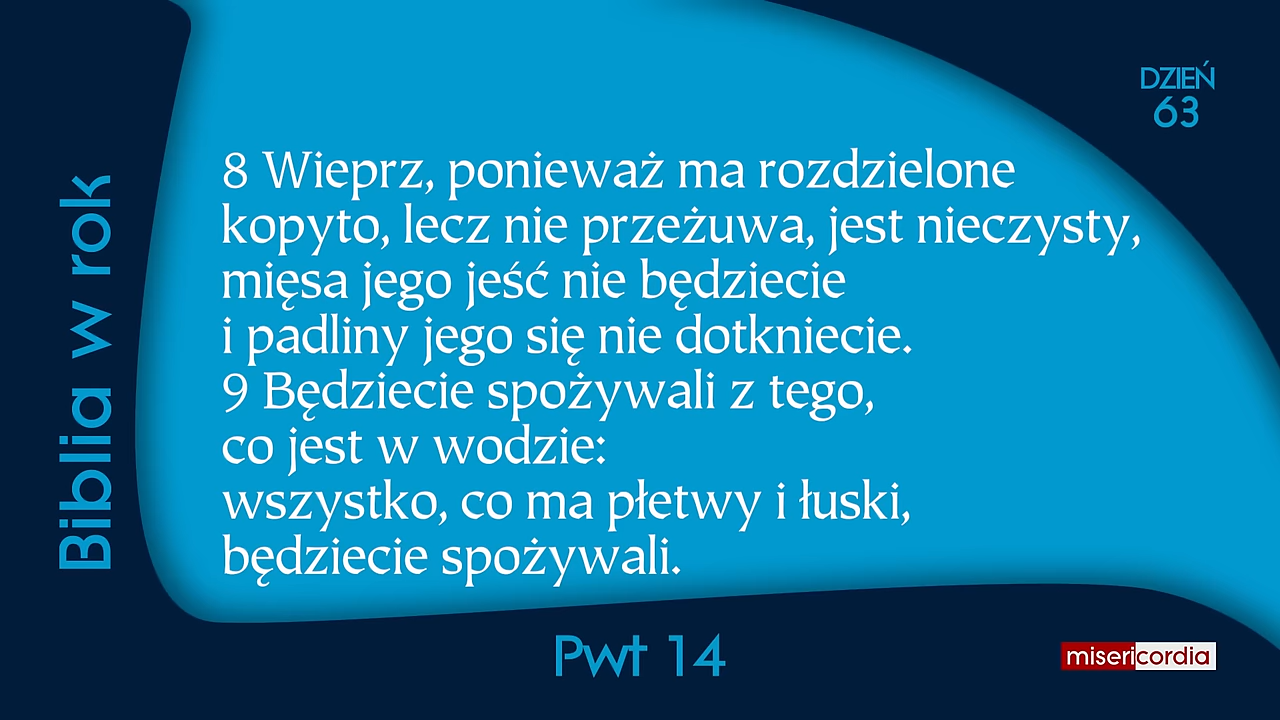 DZIEŃ
63
Biblia w rok
8 Wieprz, ponieważ ma rozdzielone
kopyto, lecz nie przeżuwa, jest nieczysty,
mięsa jego jeść nie będziecie
i padliny jego się nie dotkniecie.
9 Będziecie spożywali z tego,
co jest w wodzie:
wszystko, co ma płetwy i łuski,
będziecie spożywali.
Pwt 14
misericordia